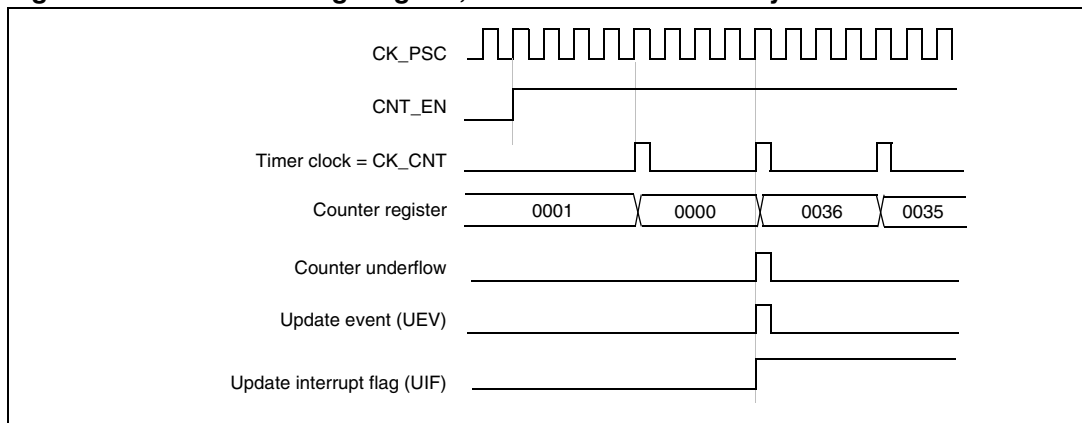 CK_PSC
CNT_EN
Timer clock = CK_CNT
Counter register 0001 0000 0036 0035
Counter underflow
Update event (UEV)
Update interrupt flag (UIF)